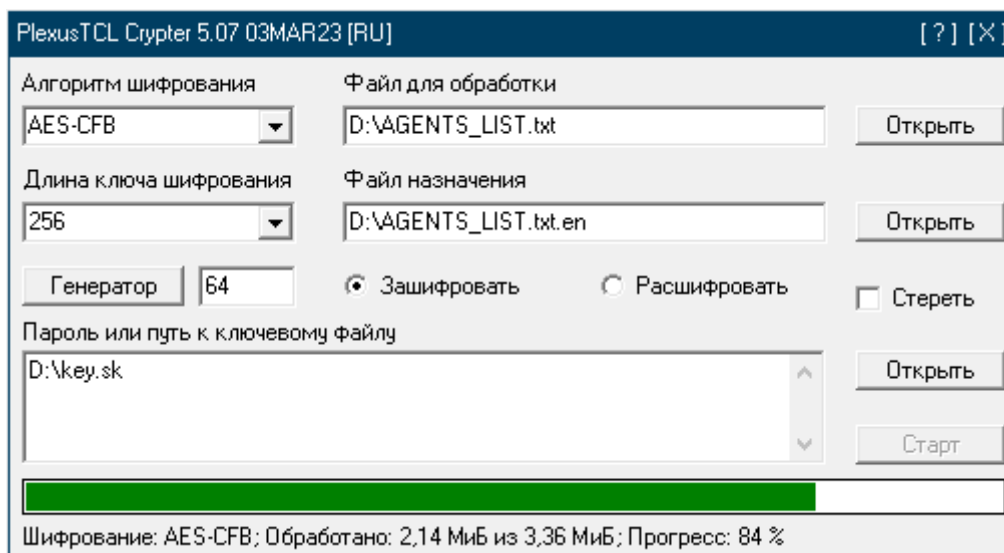 PlexusTCL Crypter 5.07 03MAR23 [RU] [ ? ] [X]
Алгоритм шифрования Файл для обработки
AES-CFB D:\AGENTS_LIST.txt Открыть
Длина ключа шифрования Файл назначения
256 D:\AGENTS_LIST.txt.en Открыть
Генератор 64 Зашифровать Расшифровать Стереть
Пароль или путь к ключевому файлу
D:\key.sk Открыть
Старт
Шифрование: AES-CFB; Обработано: 2,14 МиБ из 3,36 МиБ; Прогресс: 84 %